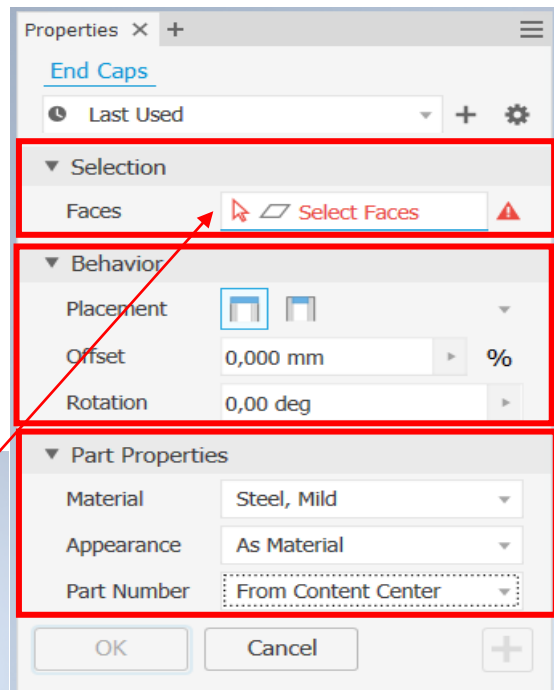 Properties × +
End Caps
Last Used
Selection
Faces Select Faces
Behavior
Placement
Offset 0,000 mm %
Rotation 0,00 deg
Part Properties
Material Steel, Mild
Appearance As Material
Part Number From Content Center
OK Cancel